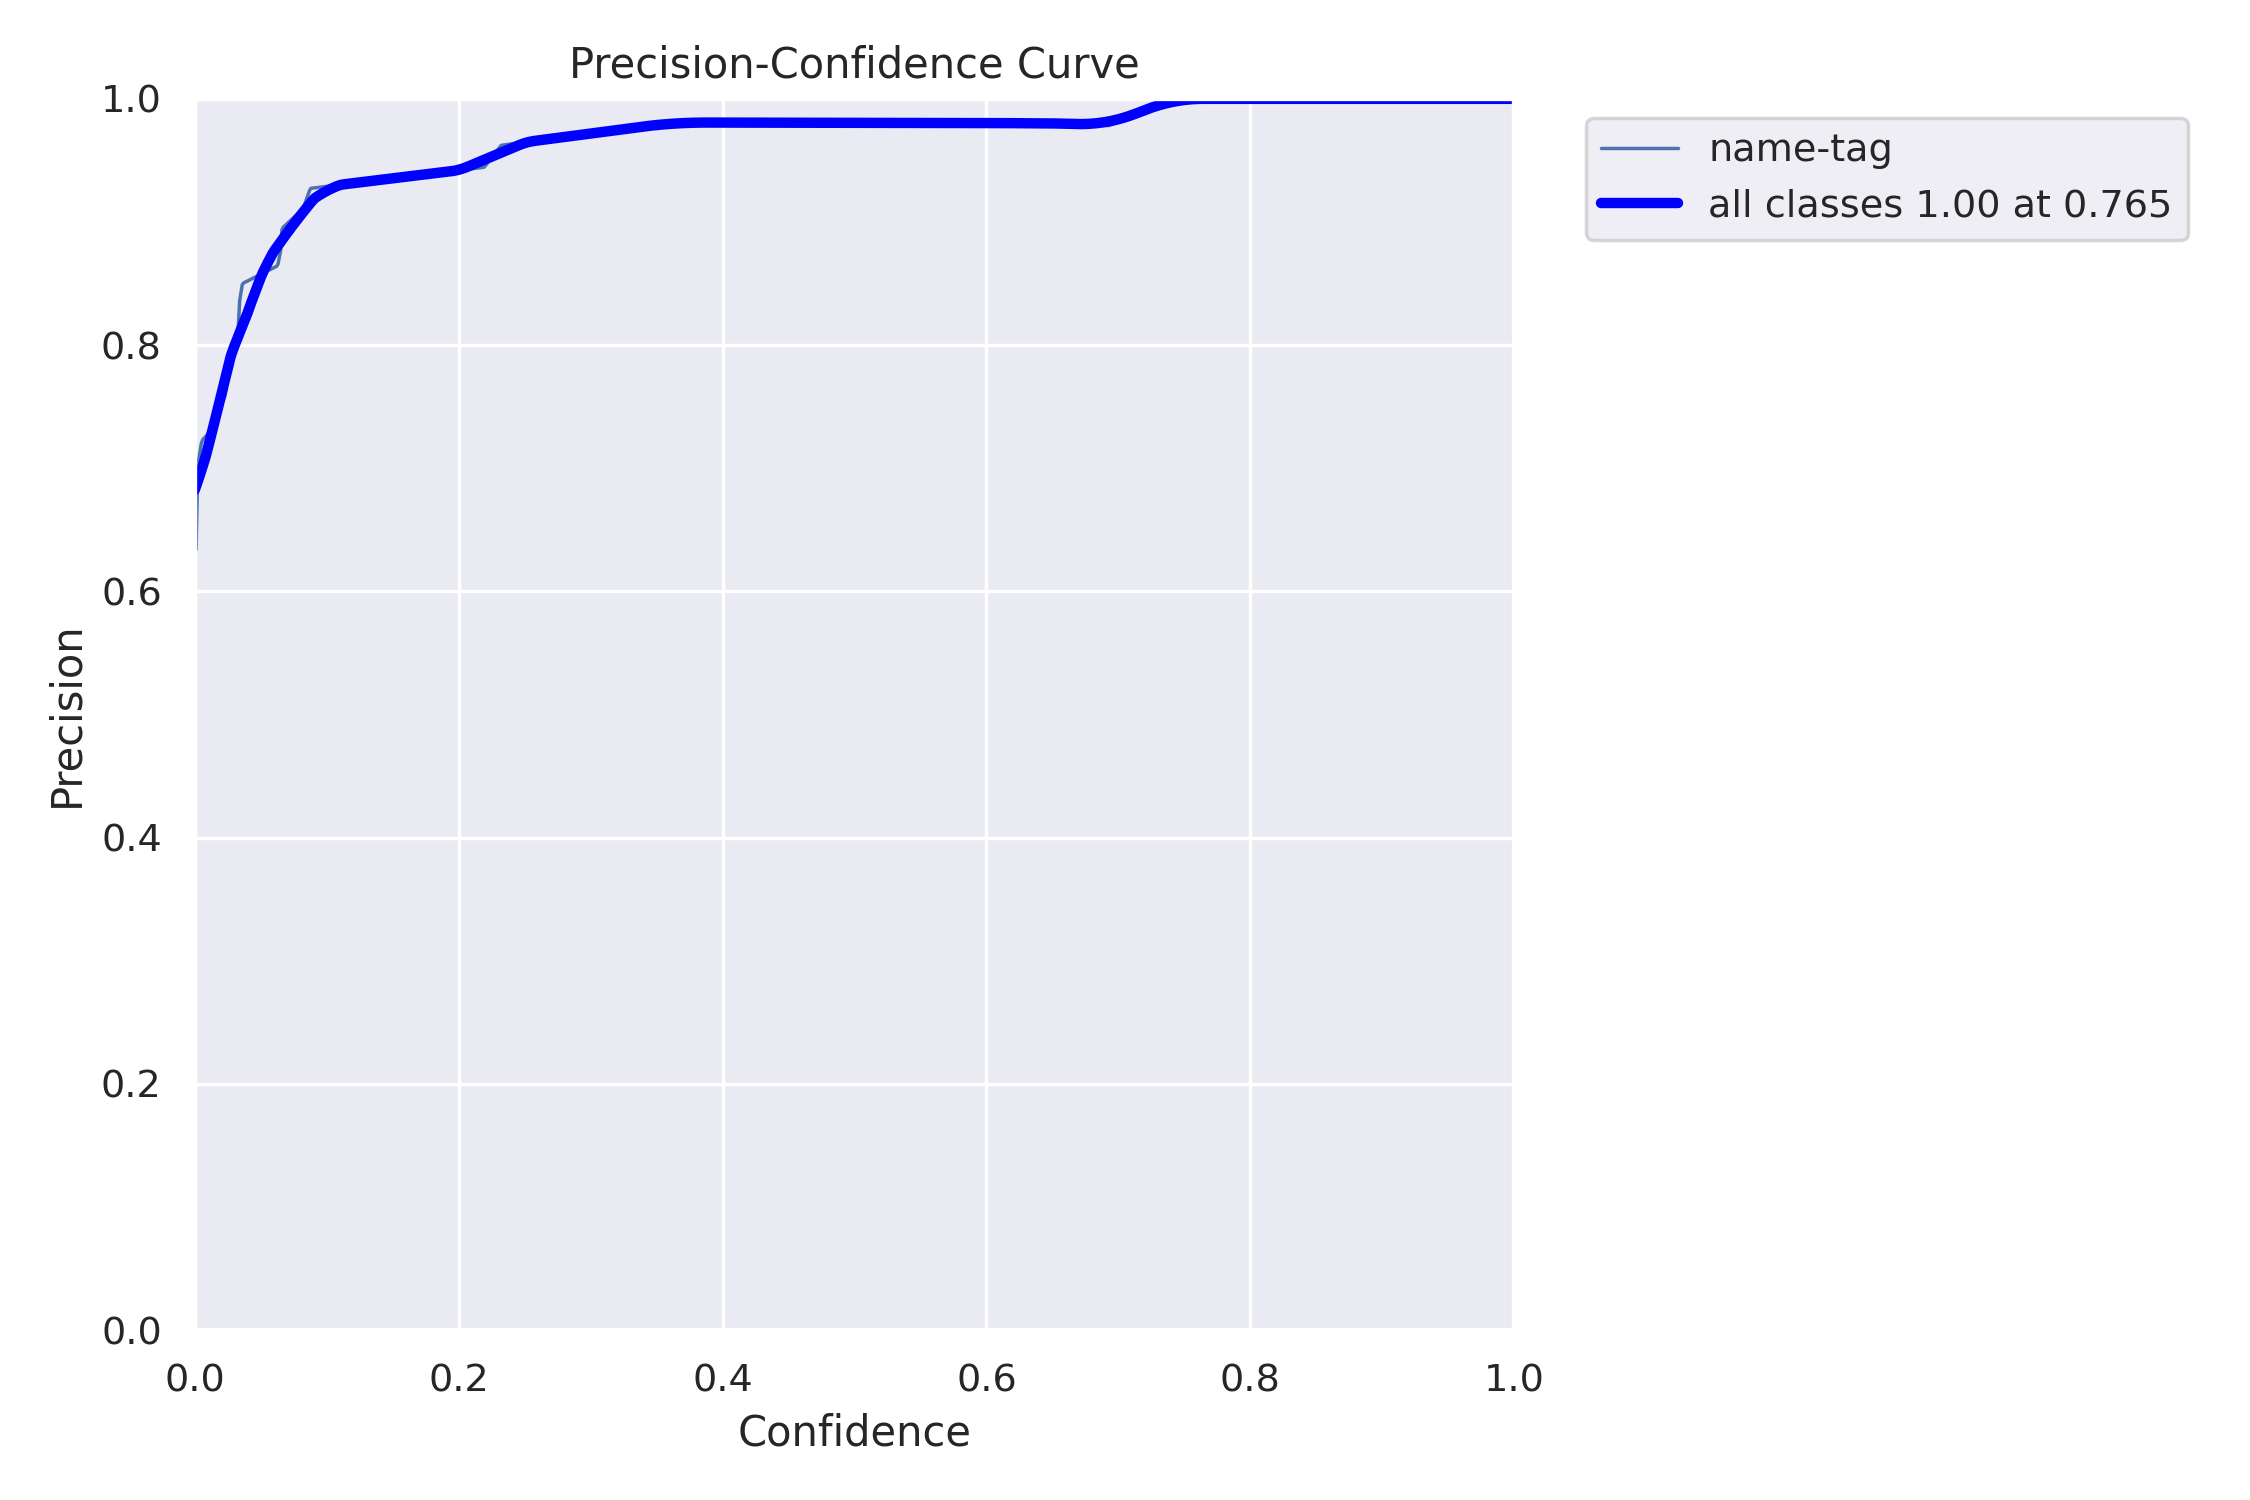 Precision-Confidence Curve
1.0
0.8
0.6
0.4
0.2
0.0
Precision
0.0 0.2 0.4 0.6 0.8 1.0
Confidence
name-tag
all classes 1.00 at 0.765